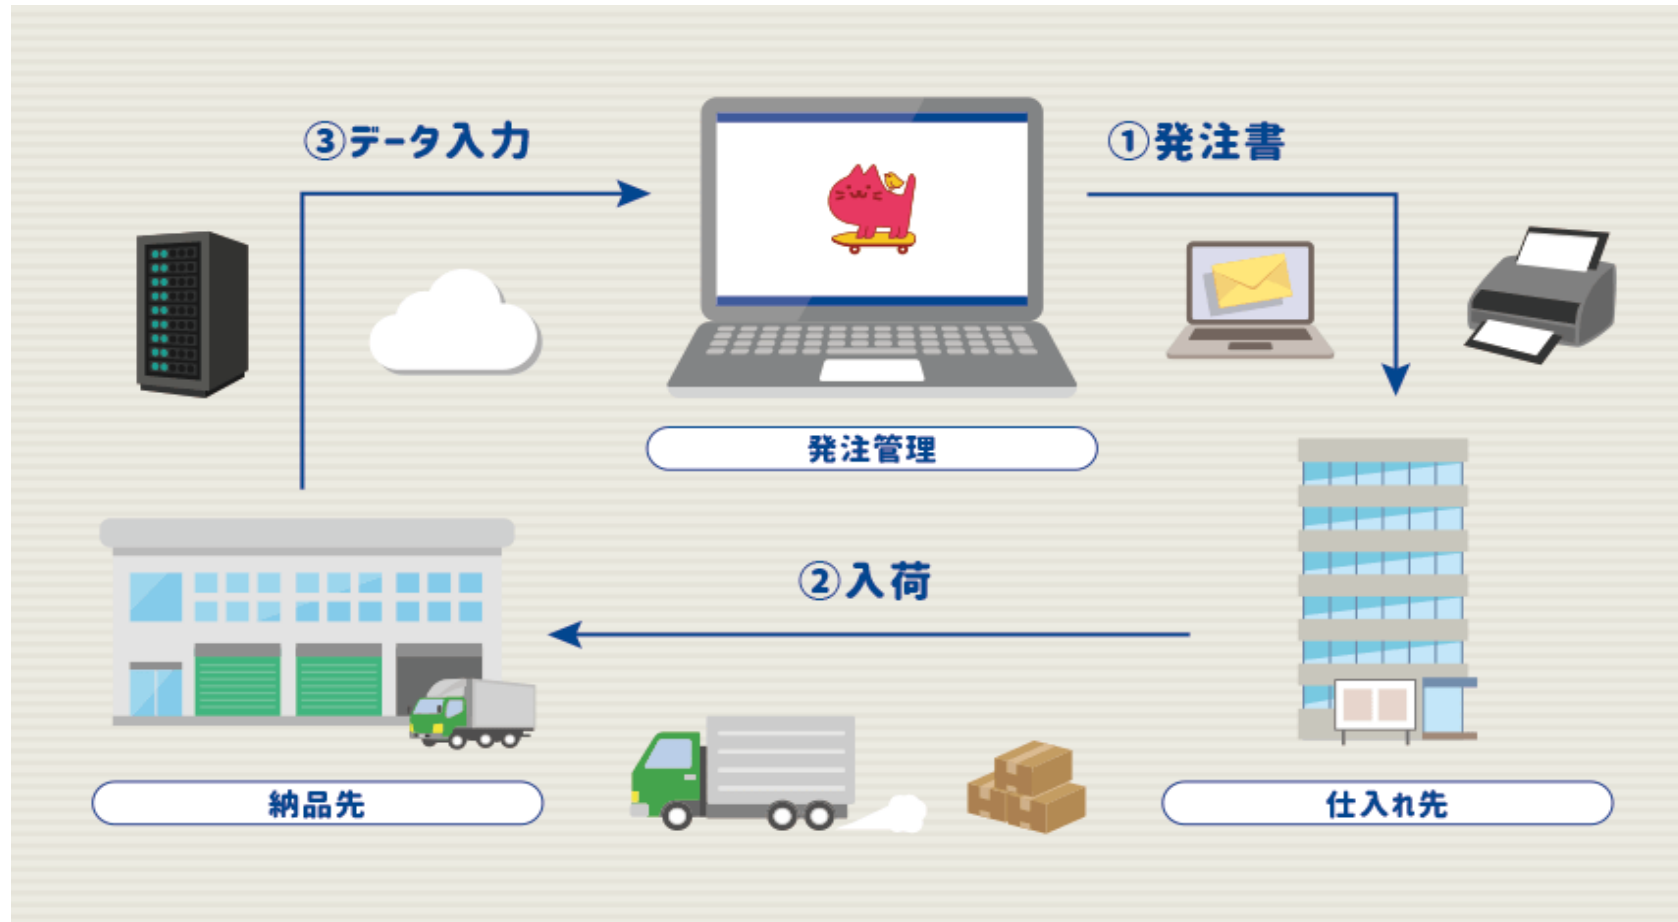 ③データ入力
①発注書
発注管理
②入荷
納品先
仕入れ先